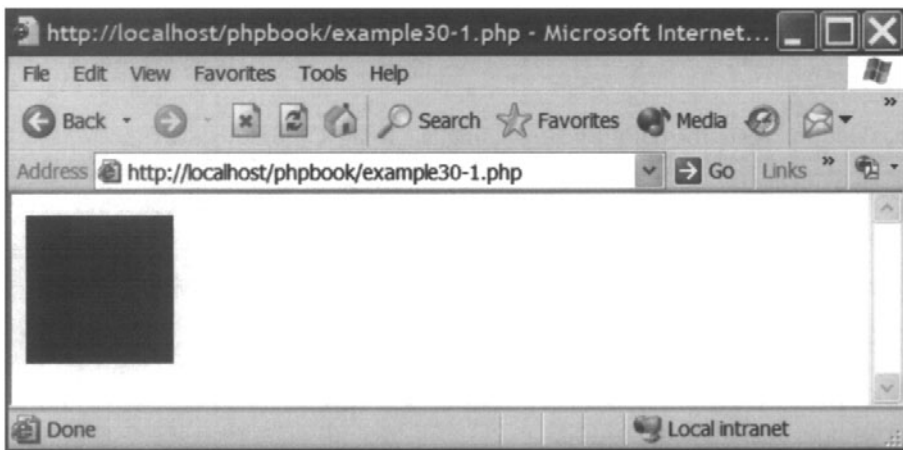 http://localhost/phpbook/example30-1.php - Microsoft Internet...
File Edit View Favorites Tools Help
Back Search Favorites Media »
Address http://localhost/phpbook/example30-1.php Go Links »
Done Local intranet